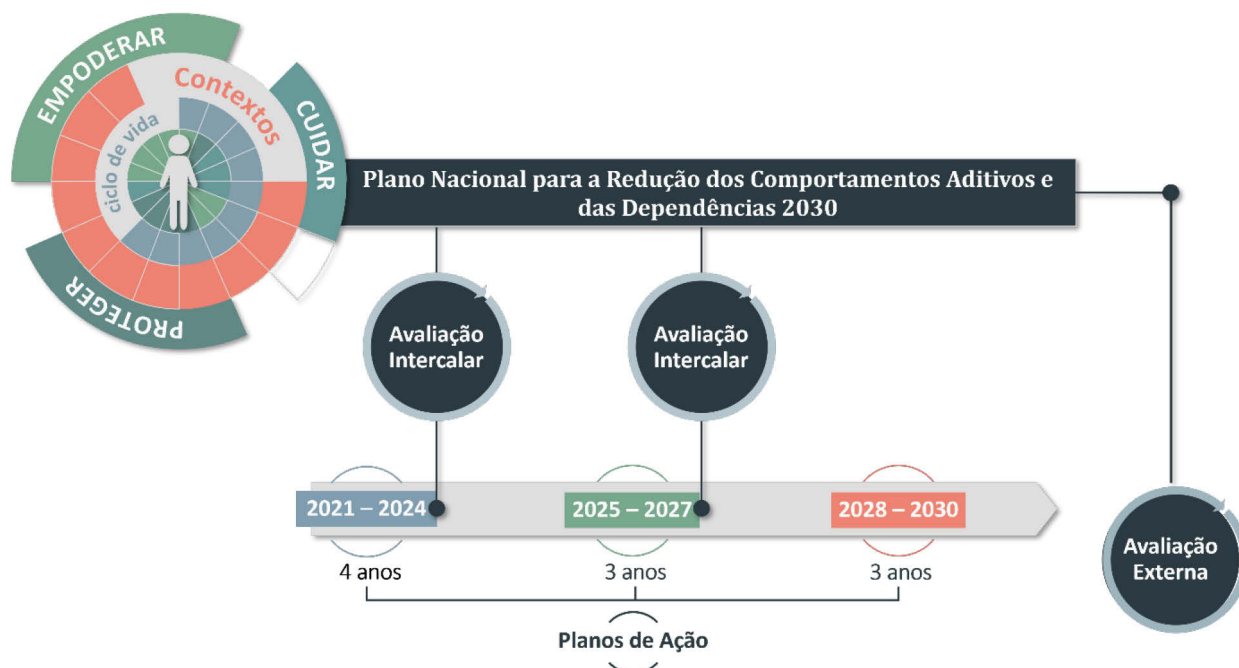 EMPODERAR
Contextos
CUIDAR
ciclo de vida
PROTEGER
Plano Nacional para a Redução dos Comportamentos Aditivos e
das Dependências 2030
Avaliação
Intercalar
Avaliação
Intercalar
2021 – 2024
2025 – 2027
2028 – 2030
4 anos
3 anos
3 anos
Avaliação
Externa
Planos de Ação